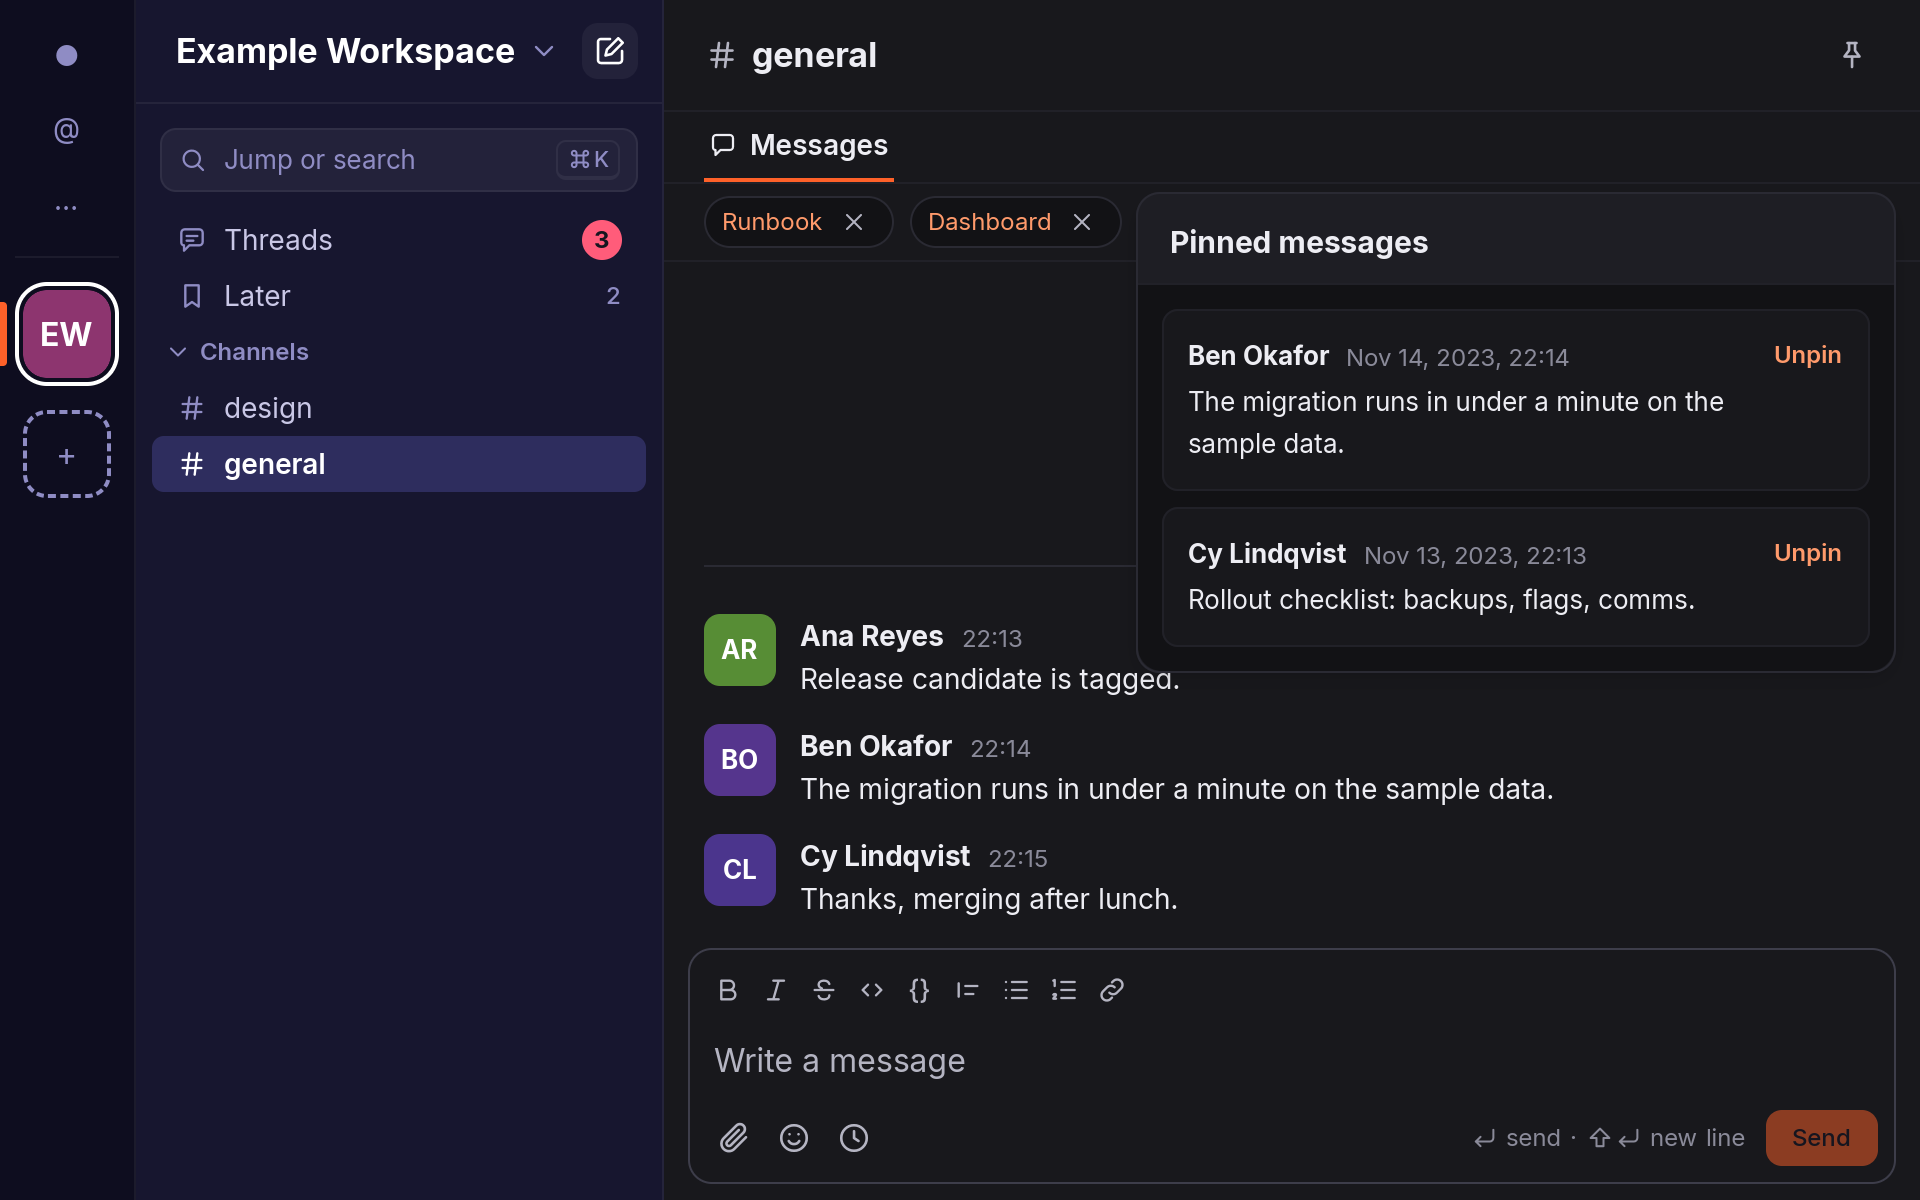 @
...
EW
+
Example Workspace
Jump or search
⌘K
Threads
3
Later
2
Channels
# design
# general
# general
Messages
Runbook
Dashboard
Pinned messages
Ben Okafor Nov 14, 2023, 22:14
Unpin
The migration runs in under a minute on the
sample data.
Cy Lindqvist Nov 13, 2023, 22:13
Unpin
Rollout checklist: backups, flags, comms.
AR
Ana Reyes 22:13
Release candidate is tagged.
BO
Ben Okafor 22:14
The migration runs in under a minute on the sample data.
CL
Cy Lindqvist 22:15
Thanks, merging after lunch.
Write a message
send · new line
Send